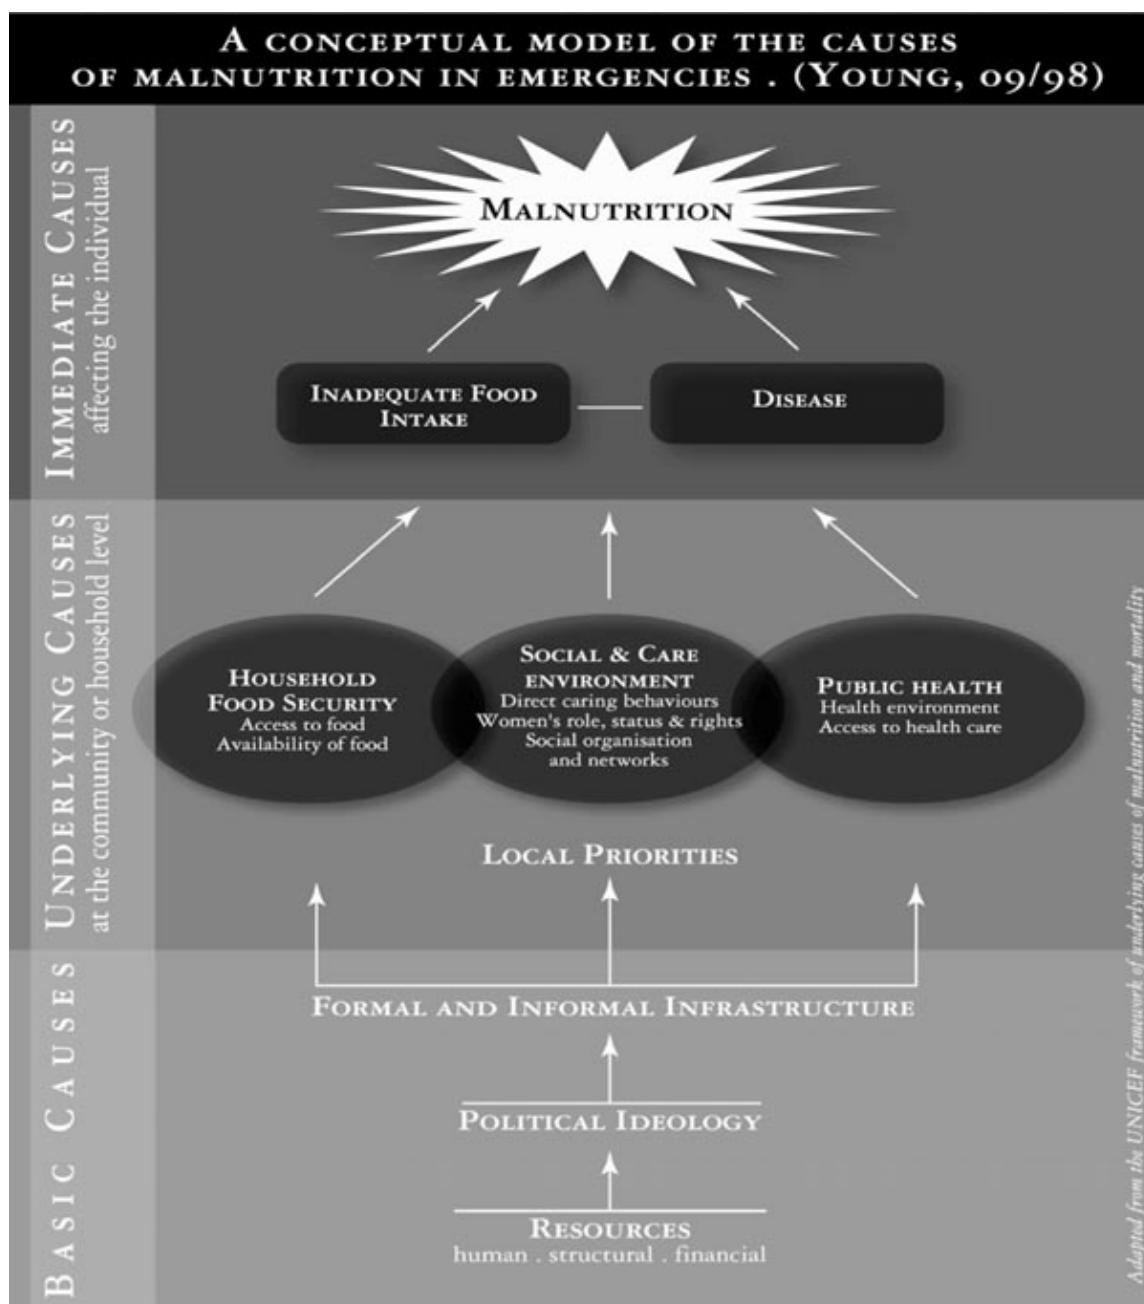 A CONCEPTUAL MODEL OF THE CAUSES
OF MALNUTRITION IN EMERGENCIES . (YOUNG, 09/98)
IMMEDIATE CAUSES
affecting the individual
MALNUTRITION
INADEQUATE FOOD
INTAKE
DISEASE
UNDERLYING CAUSES
at the community or household level
HOUSEHOLD
FOOD SECURITY
Access to food
Availability of food
SOCIAL & CARE
ENVIRONMENT
Direct caring behaviours
Women's role, status & rights
Social organisation
and networks
PUBLIC HEALTH
Health environment
Access to health care
LOCAL PRIORITIES
BASIC CAUSES
FORMAL AND INFORMAL INFRASTRUCTURE
POLITICAL IDEOLOGY
RESOURCES
human . structural . financial
Adapted from the UNICEF framework of underlying causes of malnutrition and mortality